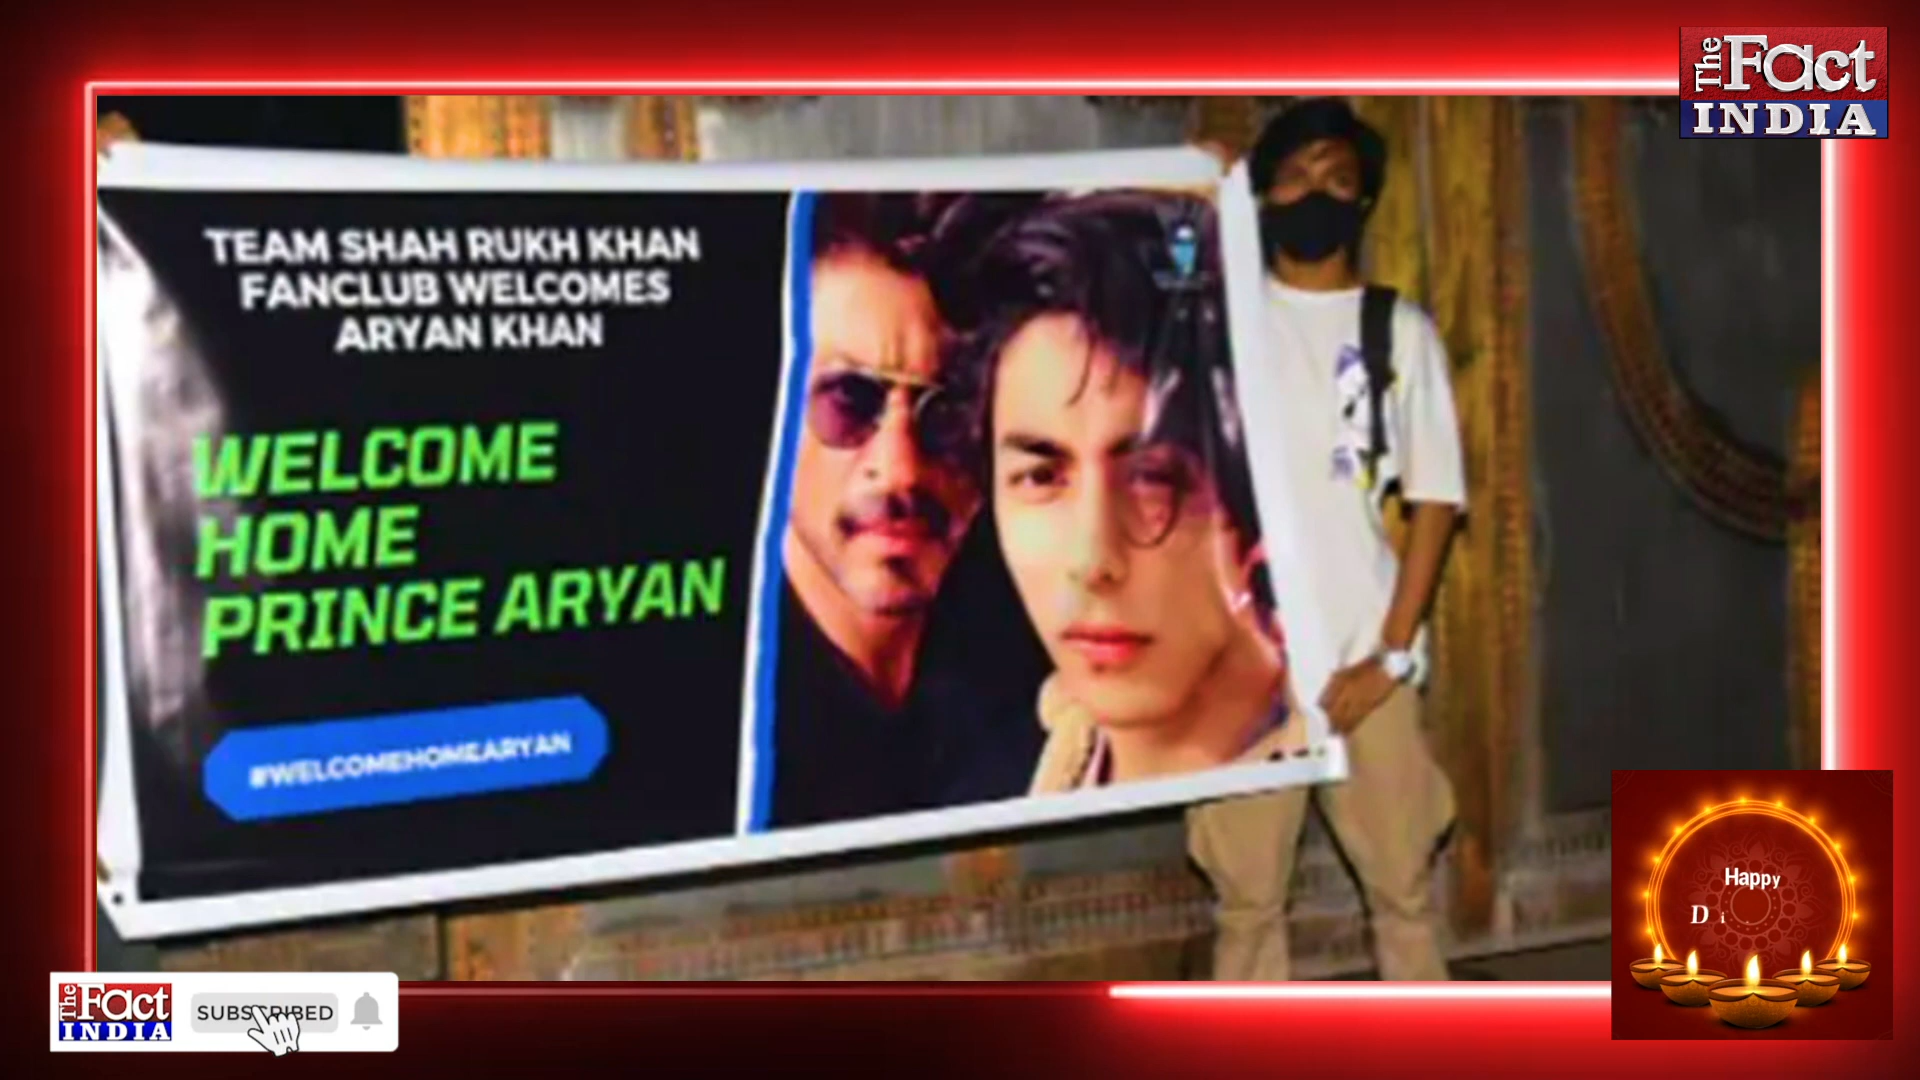 The Fact
INDIA
TEAM SHAH RUKH KHAN
FANCLUB WELCOMES
ARYAN KHAN
WELCOME
HOME
PRINCE ARYAN
#WELCOMEHOMEARYAN
Happy
Di
The Fact
INDIA
SUBSCRIBED